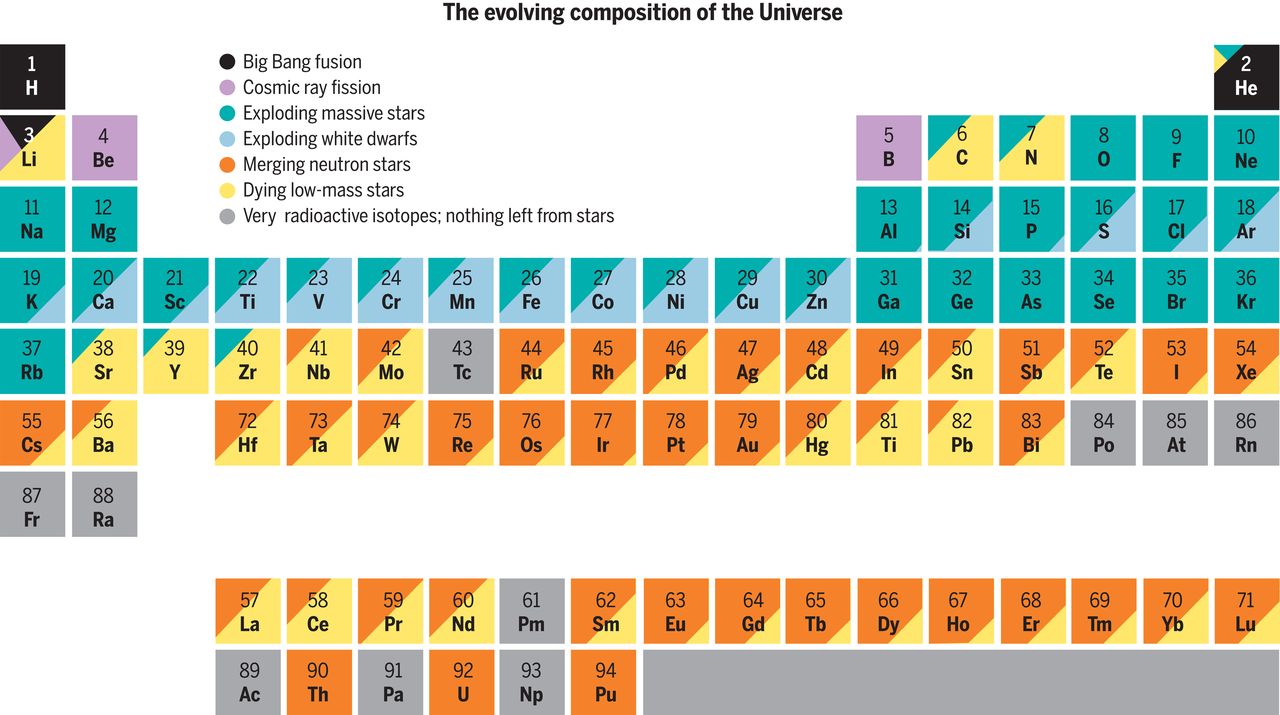 The evolving composition of the Universe
1 H
Big Bang fusion
Cosmic ray fission
Exploding massive stars
Exploding white dwarfs
Merging neutron stars
Dying low-mass stars
Very radioactive isotopes; nothing left from stars
2 He
3 4 5 6 7 8 9 10
Li Be B C N O F Ne
11 12 13 14 15 16 17 18
Na Mg Al Si P S Cl Ar
19 20 21 22 23 24 25 26 27 28 29 30 31 32 33 34 35 36
K Ca Sc Ti V Cr Mn Fe Co Ni Cu Zn Ga Ge As Se Br Kr
37 38 39 40 41 42 43 44 45 46 47 48 49 50 51 52 53 54
Rb Sr Y Zr Nb Mo Tc Ru Rh Pd Ag Cd In Sn Sb Te I Xe
55 56 72 73 74 75 76 77 78 79 80 81 82 83 84 85 86
Cs Ba Hf Ta W Re Os Ir Pt Au Hg Ti Pb Bi Po At Rn
87 88
Fr Ra
57 58 59 60 61 62 63 64 65 66 67 68 69 70 71
La Ce Pr Nd Pm Sm Eu Gd Tb Dy Ho Er Tm Yb Lu
89 90 91 92 93 94
Ac Th Pa U Np Pu